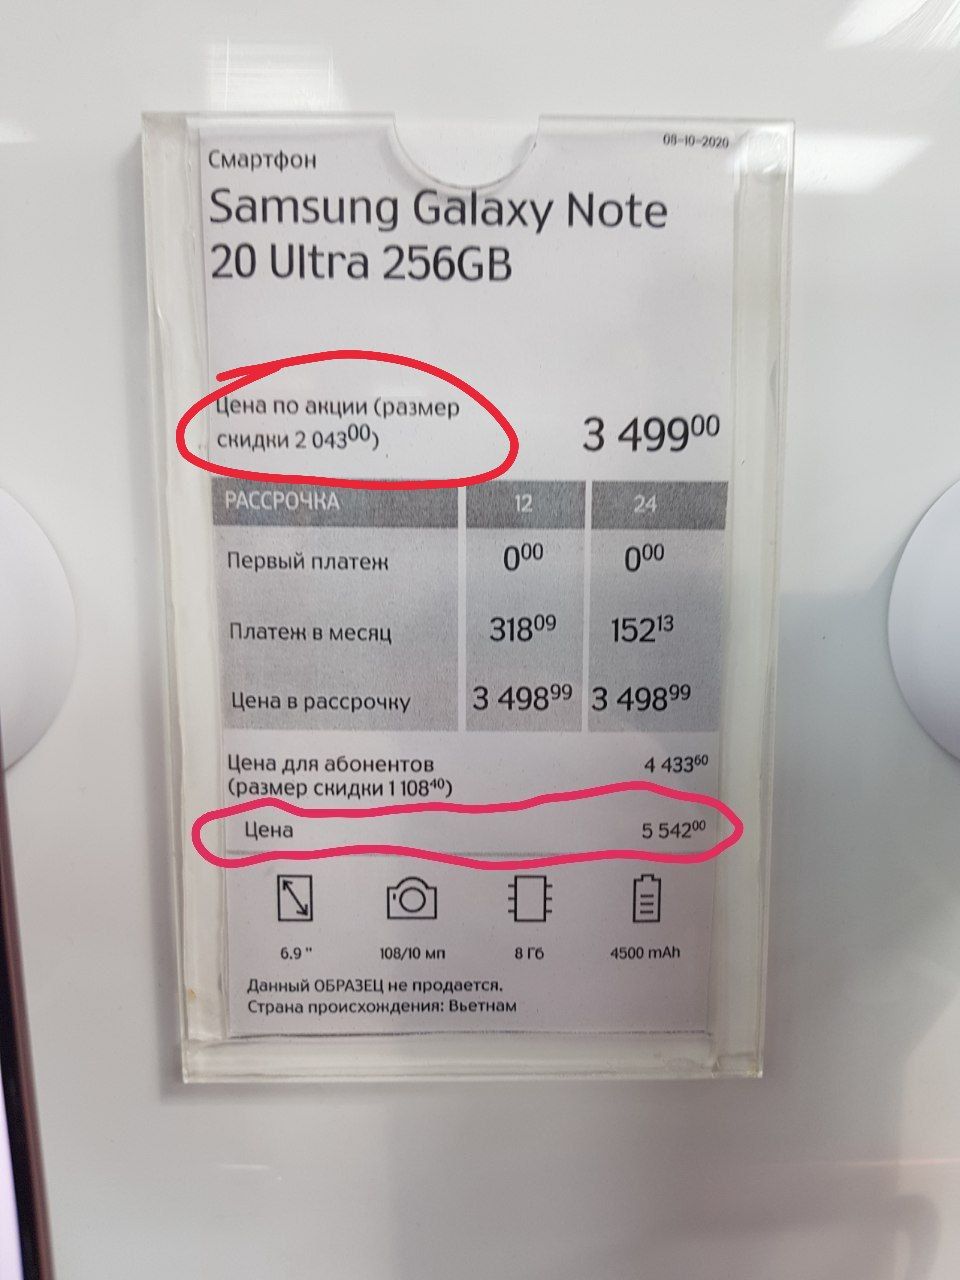 08-10-2020
Смартфон
Samsung Galaxy Note
20 Ultra 256GB
Цена по акции (размер
скидки 2 043⁰⁰)
3 499⁰⁰
РАССРОЧКА 12 24
Первый платеж 0⁰⁰ 0⁰⁰
Платеж в месяц 318⁰⁹ 152¹³
Цена в рассрочку 3 498⁹⁹ 3 498⁹⁹
Цена для абонентов 4 433⁶⁰
(размер скидки 1 108⁴⁰)
Цена 5 542⁰⁰
6.9 " 108/10 мп 8 Гб 4500 mAh
Данный ОБРАЗЕЦ не продается.
Страна происхождения: Вьетнам